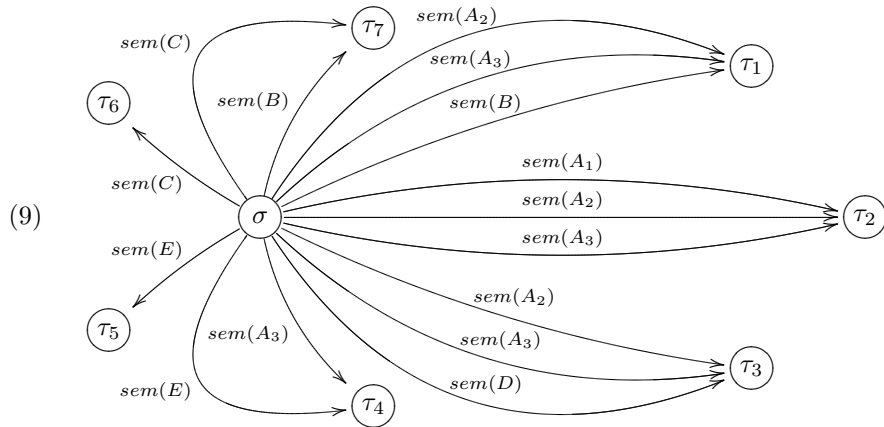 sem(A₂)
τ₇
sem(C)
sem(A₃)
τ₁
τ₆
sem(B)
sem(B)
sem(A₁)
sem(C)
sem(A₂)
(9)
σ
τ₂
sem(A₃)
sem(E)
sem(A₂)
τ₅
sem(A₃)
sem(A₃)
τ₃
sem(E)
sem(D)
τ₄